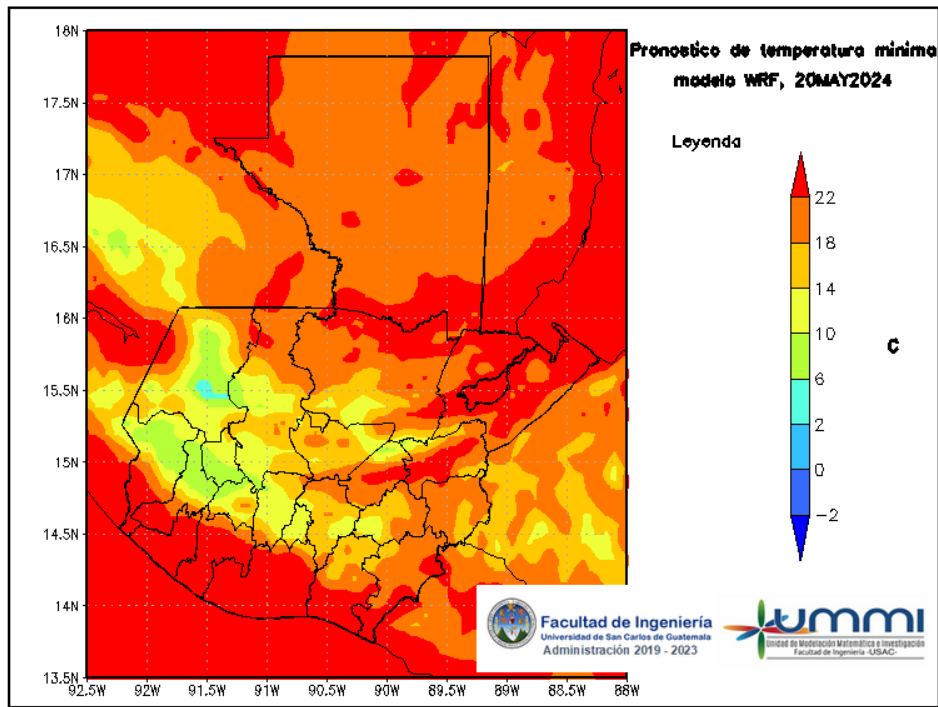 Pronostico de temperatura minima
modelo WRF, 20MAY2024
Leyenda
22
18
14
10
6
2
0
−2
C
18N
17.5N
17N
16.5N
16N
15.5N
15N
14.5N
14N
13.5N
92.5W 92W 91.5W 91W 90.5W 90W 89.5W 89W 88.5W 88W
Facultad de Ingeniería
Universidad de San Carlos de Guatemala
Administración 2019 - 2023
ummi
Unidad de Modelación Matemática e Investigación
Facultad de Ingeniería -USAC-